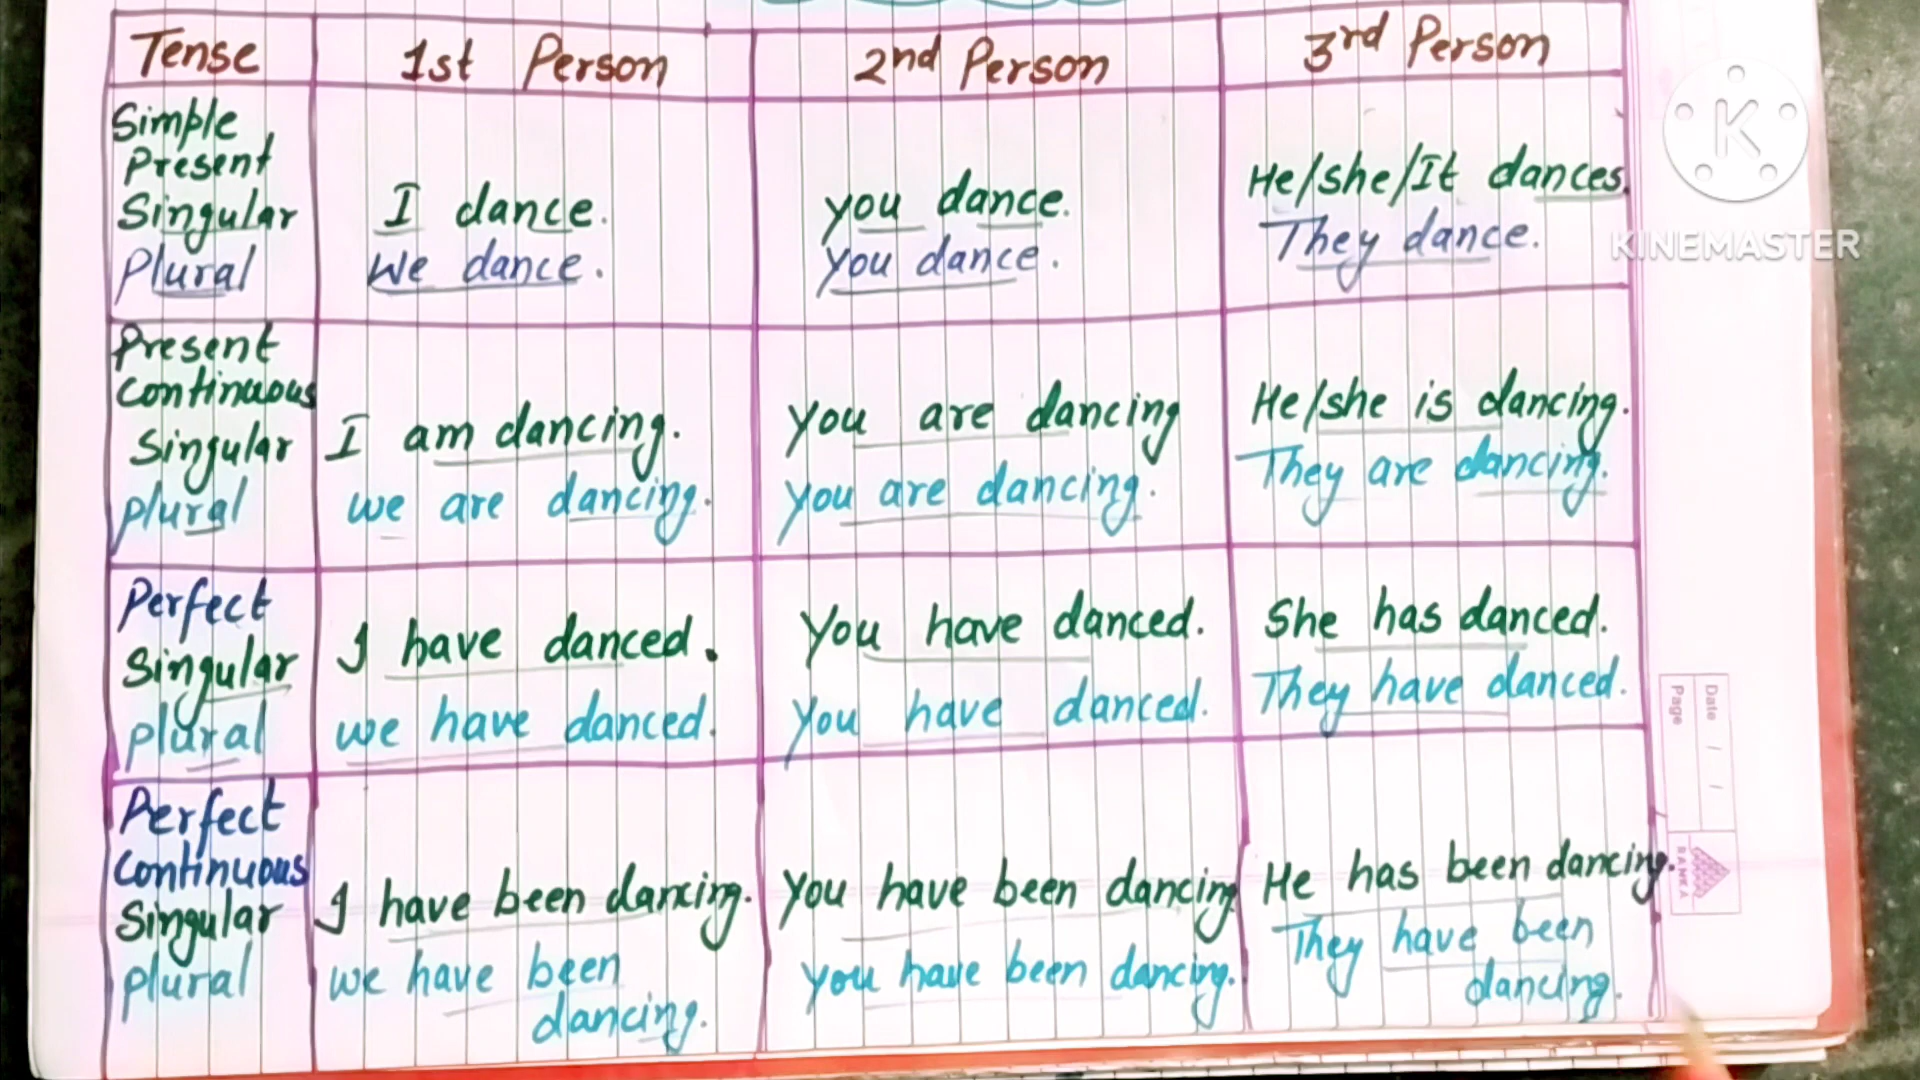 Tense 1st Person 2nd Person 3rd Person
Simple
Present
Singular
Plural
I dance.
We dance.
You dance.
You dance.
He/she/It dances.
They dance.
Present
Continuous
Singular
plural
I am dancing.
we are dancing.
You are dancing
You are dancing.
He/she is dancing.
They are dancing.
Perfect
Singular
plural
I have danced.
we have danced.
You have danced.
You have danced.
She has danced.
They have danced.
Perfect
Continuous
Singular
plural
I have been dancing.
we have been
dancing.
You have been dancing
You have been dancing.
He has been dancing.
They have been
dancing.
K
KINEMASTER
Date / /
Page